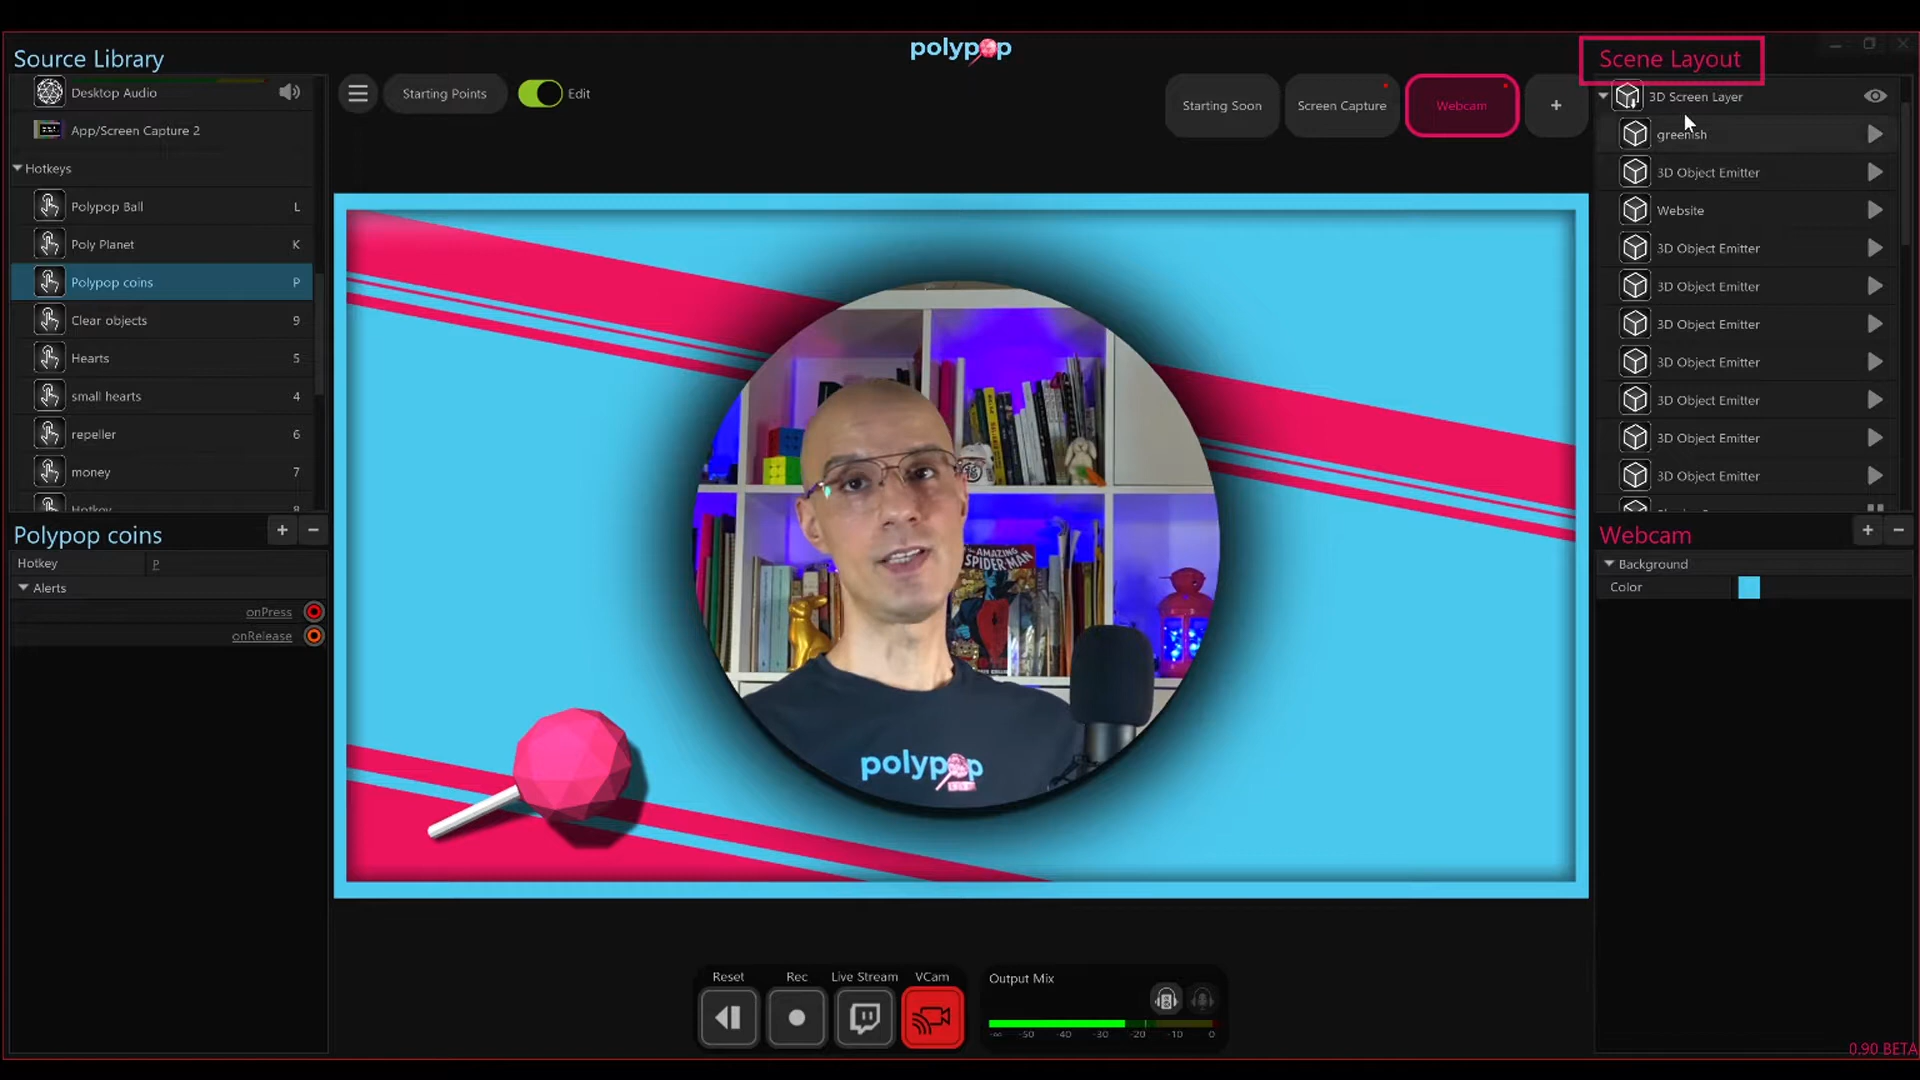 polypop
Source Library
Desktop Audio
App/Screen Capture 2
Hotkeys
Polypop Ball L
Poly Planet K
Polypop coins P
Clear objects 9
Hearts 5
small hearts 4
repeller 6
money 7
Polypop coins + -
Hotkey P
Alerts
onPress
onRelease
Starting Points
Edit
Starting Soon
Screen Capture
Webcam
+
THE AMAZING
SPIDER-MAN
polypop
Reset
Rec
Live Stream
VCam
Output Mix
-∞ -50 -40 -30 -20 -10 0
Scene Layout
3D Screen Layer
greenish
3D Object Emitter
Website
3D Object Emitter
3D Object Emitter
3D Object Emitter
3D Object Emitter
3D Object Emitter
3D Object Emitter
3D Object Emitter
Webcam + -
Background
Color
0.90 BETA